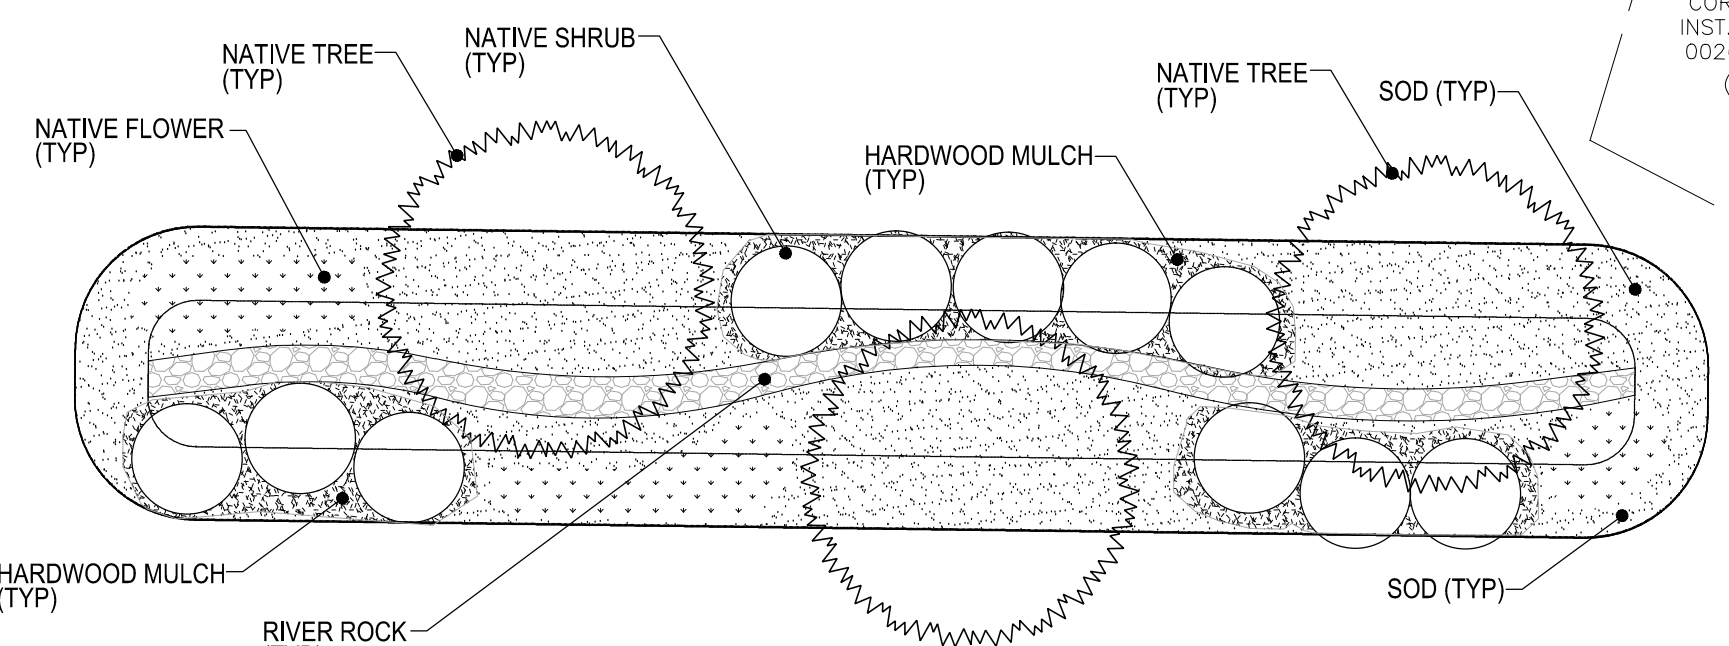 NATIVE TREE
(TYP)
NATIVE SHRUB
(TYP)
NATIVE FLOWER
(TYP)
HARDWOOD MULCH
(TYP)
NATIVE TREE
(TYP)
SOD (TYP)
HARDWOOD MULCH
(TYP)
RIVER ROCK
SOD (TYP)